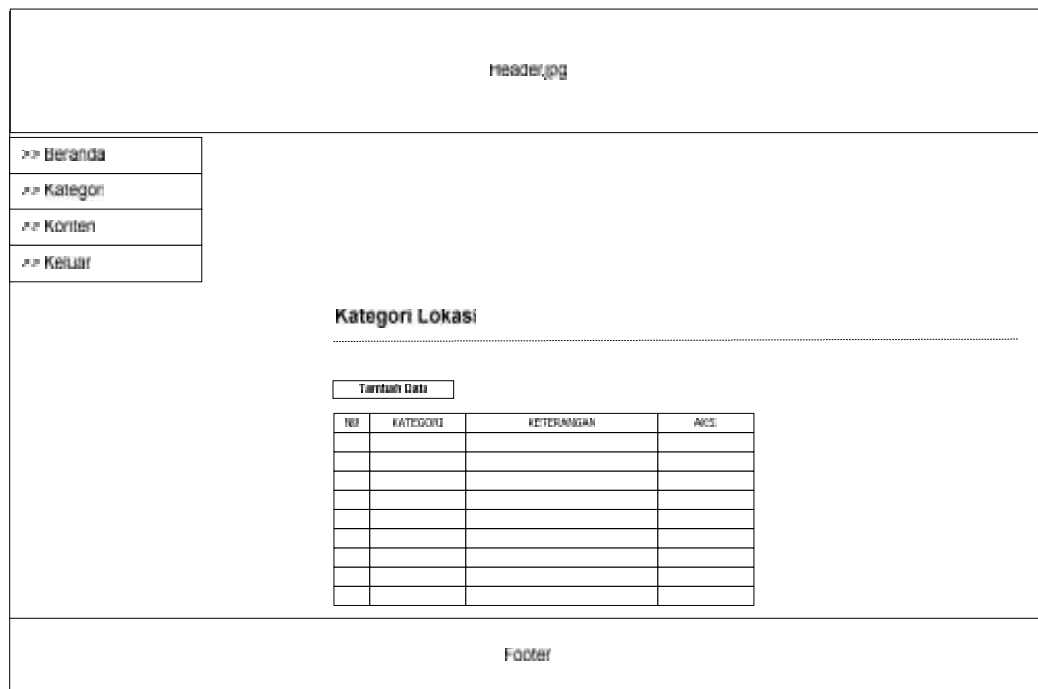 Header.jpg
>> Beranda
>> Kategori
>> Konten
>> Keluar
Kategori Lokasi
Tambah Data
NO KATEGORI KETERANGAN AKSI
Footer